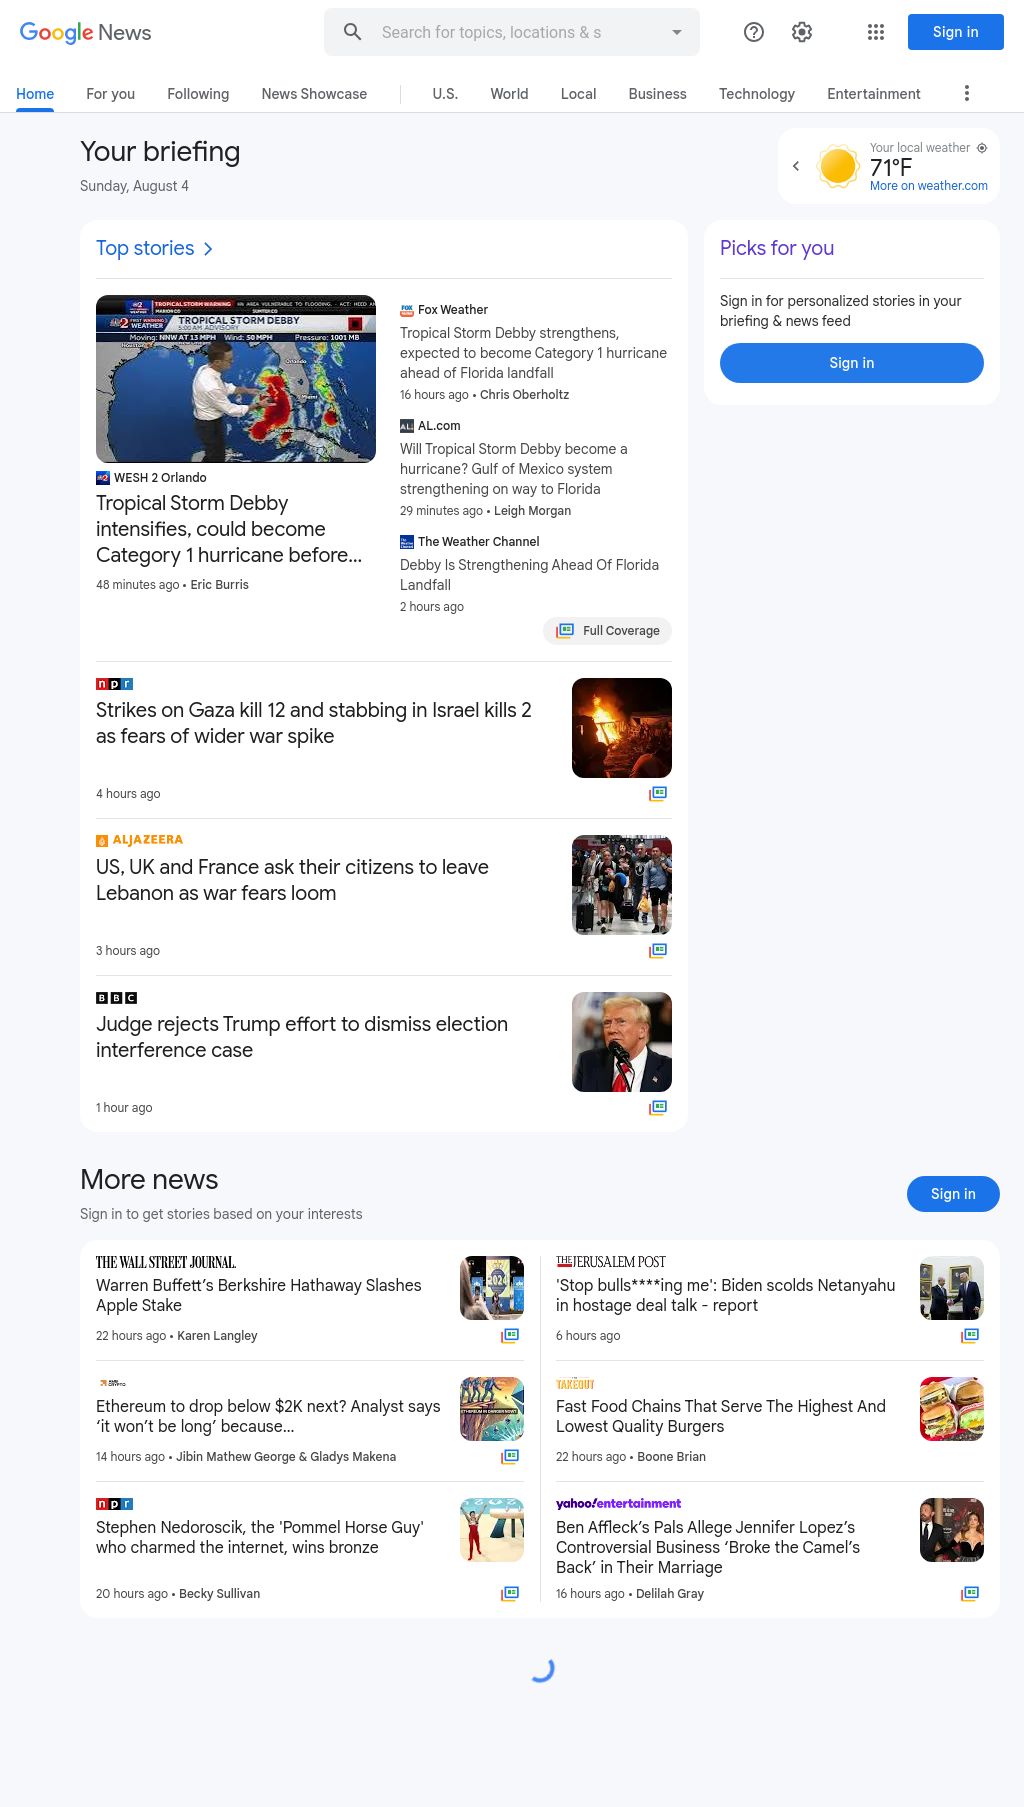 Google News
Search for topics, locations & s
Sign in
Home
For you
Following
News Showcase
U.S.
World
Local
Business
Technology
Entertainment
Your briefing
Sunday, August 4
Your local weather
71°F
More on weather.com
Top stories
TROPICAL STORM WARNING
MARION CO
SUMTER CO
TROPICAL STORM DEBBY
5:00 AM ADVISORY
Moving: NNW AT 13 MPH Wind: 50 MPH Pressure: 1001 MB
WESH 2 Orlando
Tropical Storm Debby
intensifies, could become
Category 1 hurricane before...
48 minutes ago • Eric Burris
Fox Weather
Tropical Storm Debby strengthens,
expected to become Category 1 hurricane
ahead of Florida landfall
16 hours ago • Chris Oberholtz
AL.com
Will Tropical Storm Debby become a
hurricane? Gulf of Mexico system
strengthening on way to Florida
29 minutes ago • Leigh Morgan
The Weather Channel
Debby Is Strengthening Ahead Of Florida
Landfall
2 hours ago
Full Coverage
Picks for you
Sign in for personalized stories in your
briefing & news feed
Sign in
npr
Strikes on Gaza kill 12 and stabbing in Israel kills 2
as fears of wider war spike
4 hours ago
ALJAZEERA
US, UK and France ask their citizens to leave
Lebanon as war fears loom
3 hours ago
BBC
Judge rejects Trump effort to dismiss election
interference case
1 hour ago
More news
Sign in to get stories based on your interests
Sign in
THE WALL STREET JOURNAL.
Warren Buffett’s Berkshire Hathaway Slashes
Apple Stake
22 hours ago • Karen Langley
THE JERUSALEM POST
'Stop bulls****ing me': Biden scolds Netanyahu
in hostage deal talk - report
6 hours ago
Ethereum to drop below $2K next? Analyst says
‘it won’t be long’ because...
14 hours ago • Jibin Mathew George & Gladys Makena
TAKEOUT
Fast Food Chains That Serve The Highest And
Lowest Quality Burgers
22 hours ago • Boone Brian
npr
Stephen Nedoroscik, the 'Pommel Horse Guy'
who charmed the internet, wins bronze
20 hours ago • Becky Sullivan
yahoo!entertainment
Ben Affleck’s Pals Allege Jennifer Lopez’s
Controversial Business ‘Broke the Camel’s
Back’ in Their Marriage
16 hours ago • Delilah Gray